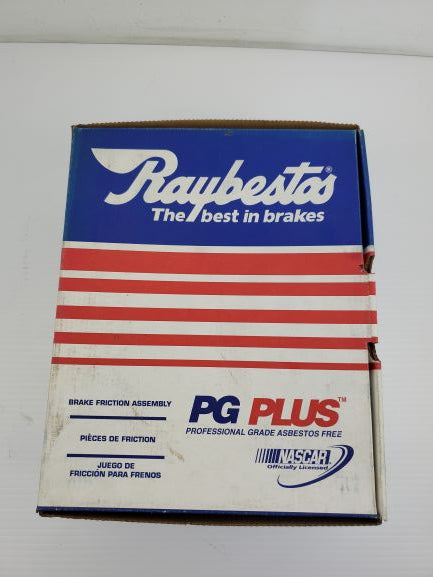 Raybestos®
The best in brakes
BRAKE FRICTION ASSEMBLY
PIÈCES DE FRICTION
JUEGO DE
FRICCIÓN PARA FRENOS
PG PLUS™
PROFESSIONAL GRADE ASBESTOS FREE
NASCAR
Officially Licensed